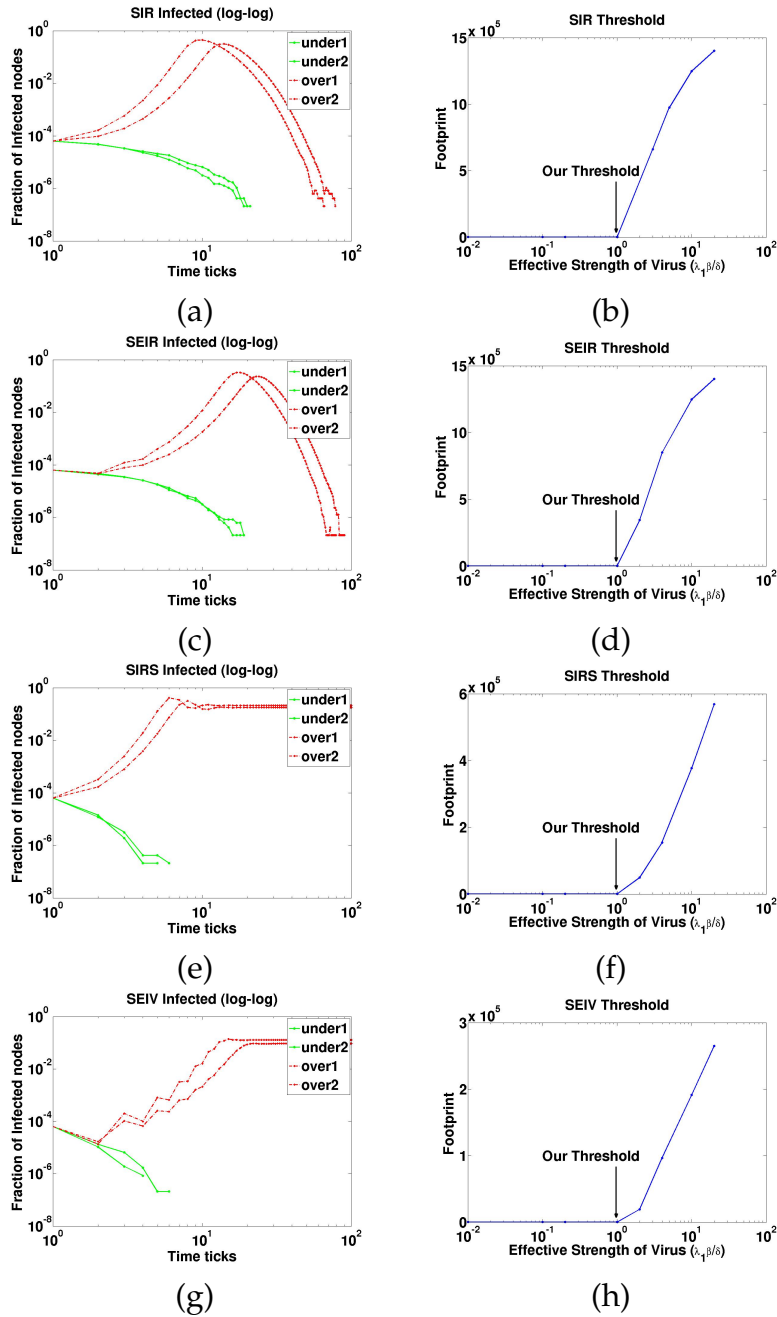 SIR Infected (log-log)
Fraction of Infected nodes
10^0
10^-2
10^-4
10^-6
10^-8
under1
under2
over1
over2
10^0 10^1 10^2
Time ticks
(a)
SIR Threshold
x 10^5
Footprint
15
10
5
0
Our Threshold
10^-2 10^-1 10^0 10^1 10^2
Effective Strength of Virus (λ_1β/δ)
(b)
SEIR Infected (log-log)
Fraction of Infected nodes
10^0
10^-2
10^-4
10^-6
10^-8
under1
under2
over1
over2
10^0 10^1 10^2
Time ticks
(c)
SEIR Threshold
x 10^5
Footprint
15
10
5
0
Our Threshold
10^-2 10^-1 10^0 10^1 10^2
Effective Strength of Virus (λ_1β/δ)
(d)
SIRS Infected (log-log)
Fraction of Infected nodes
10^0
10^-2
10^-4
10^-6
10^-8
under1
under2
over1
over2
10^0 10^1 10^2
Time ticks
(e)
SIRS Threshold
x 10^5
Footprint
6
4
2
0
Our Threshold
10^-2 10^-1 10^0 10^1 10^2
Effective Strength of Virus (λ_1β/δ)
(f)
SEIV Infected (log-log)
Fraction of Infected nodes
10^0
10^-2
10^-4
10^-6
10^-8
under1
under2
over1
over2
10^0 10^1 10^2
Time ticks
(g)
SEIV Threshold
x 10^5
Footprint
3
2
1
0
Our Threshold
10^-2 10^-1 10^0 10^1 10^2
Effective Strength of Virus (λ_1β/δ)
(h)